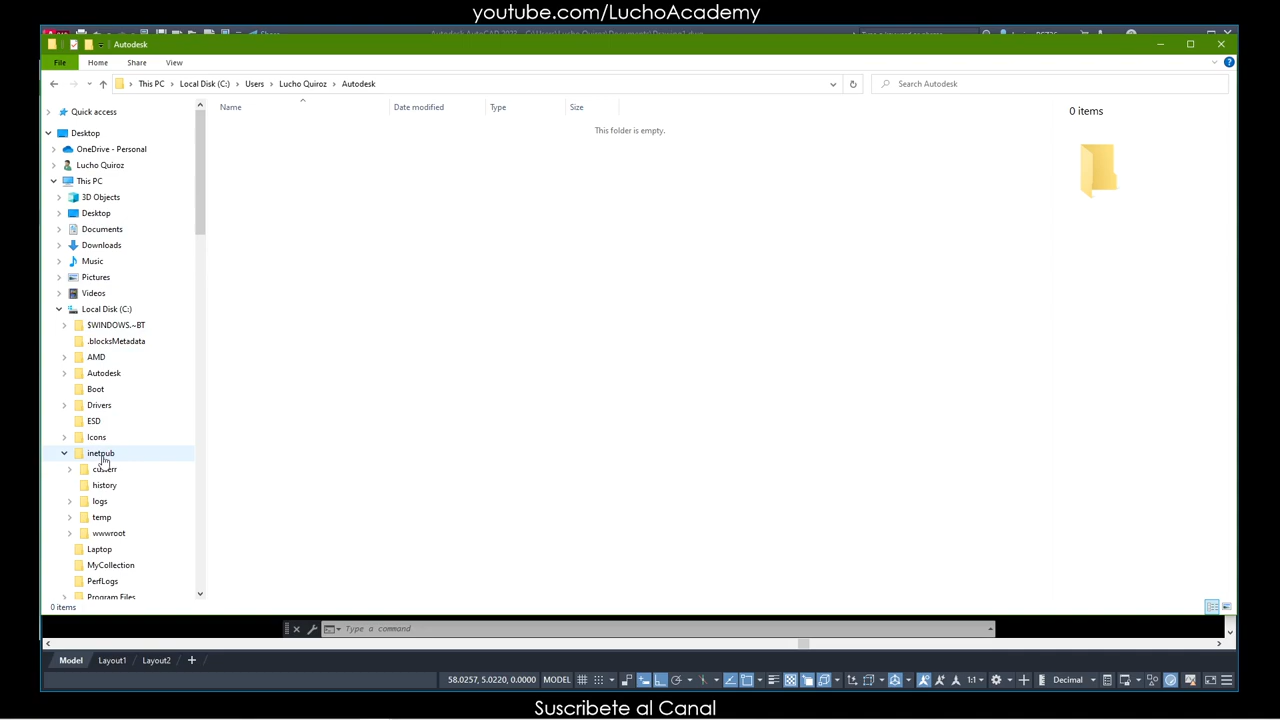 youtube.com/LuchoAcademy
Autodesk
File Home Share View
This PC Local Disk (C:) Users Lucho Quiroz Autodesk
Search Autodesk
Name Date modified Type Size
This folder is empty.
0 items
Quick access
Desktop
OneDrive - Personal
Lucho Quiroz
This PC
3D Objects
Desktop
Documents
Downloads
Music
Pictures
Videos
Local Disk (C:)
$WINDOWS.~BT
.blocksMetadata
AMD
Autodesk
Boot
Drivers
ESD
Icons
inetpub
custerr
history
logs
temp
wwwroot
Laptop
MyCollection
PerfLogs
Program Files
0 items
Type a command
Model Layout1 Layout2
58.0257, 5.0220, 0.0000 MODEL 1:1 Decimal
Suscribete al Canal